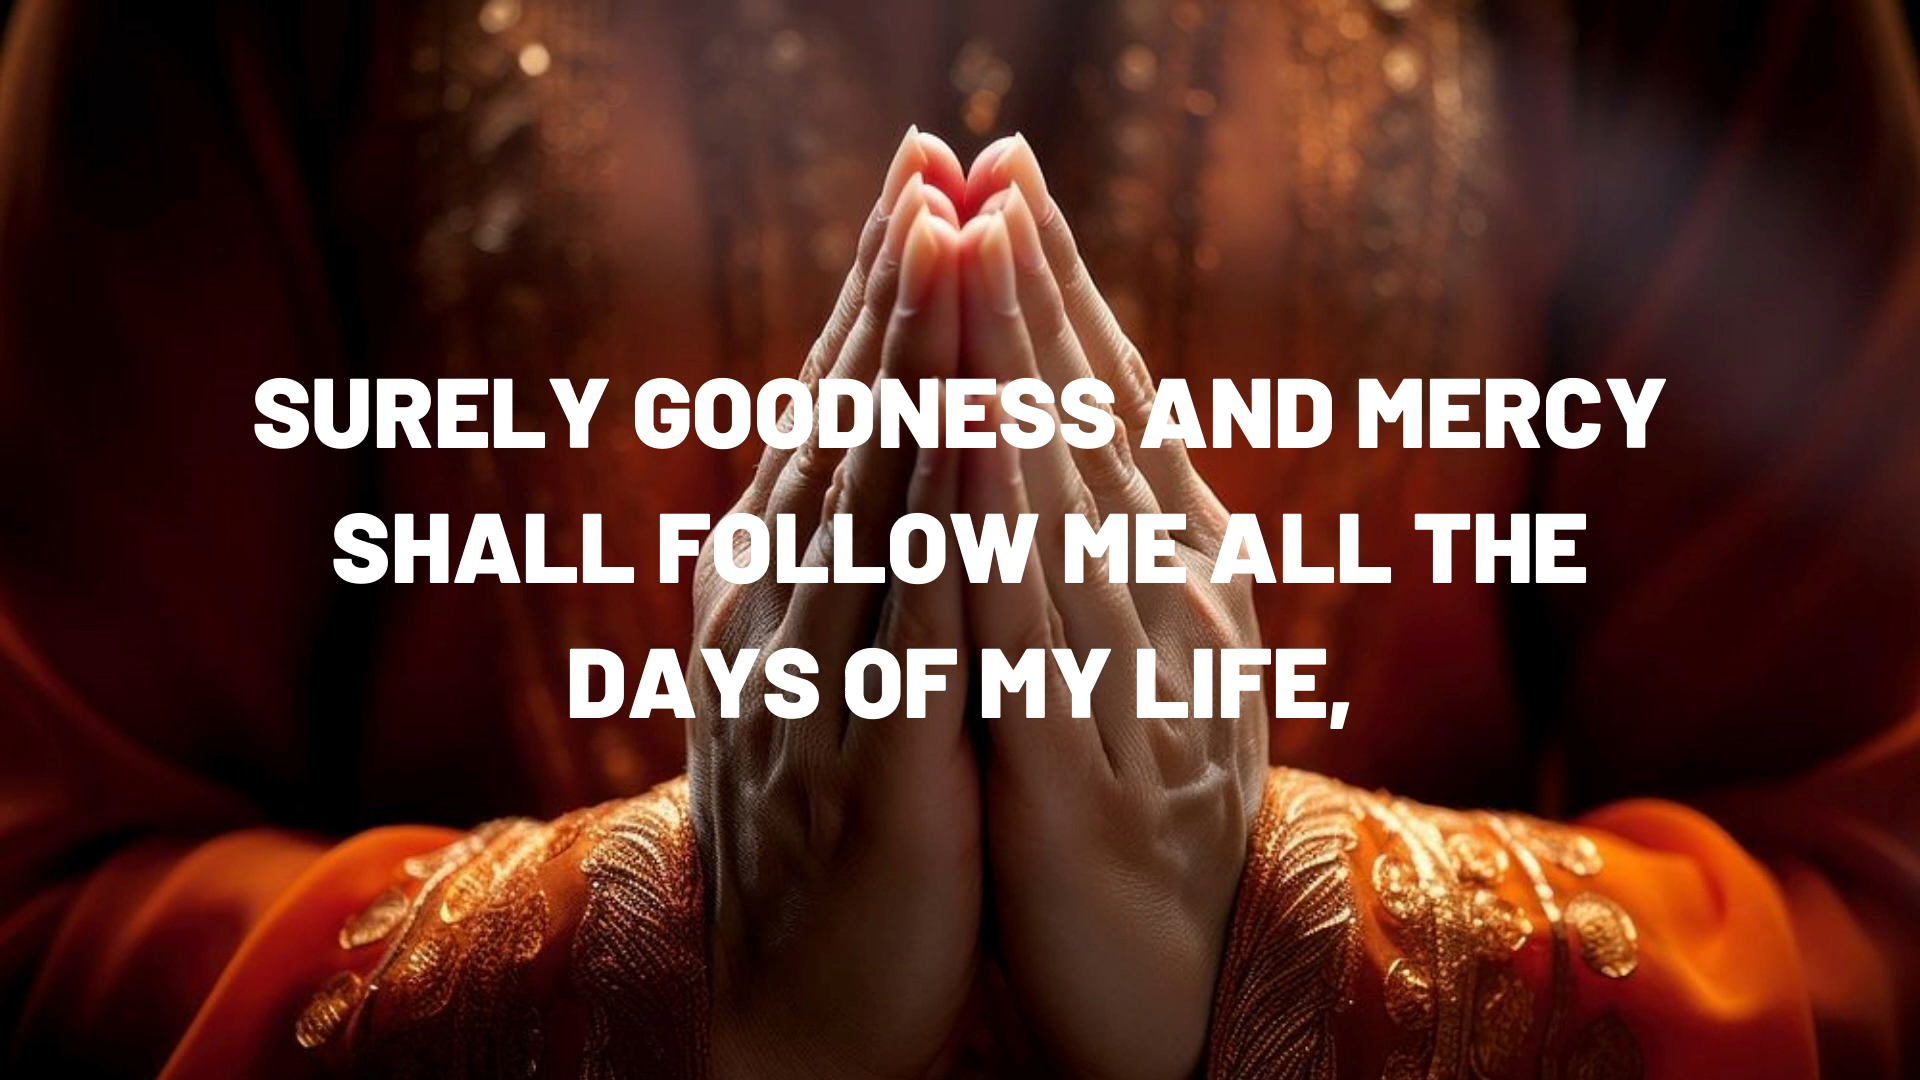 SURELY GOODNESS AND MERCY
SHALL FOLLOW ME ALL THE
DAYS OF MY LIFE,